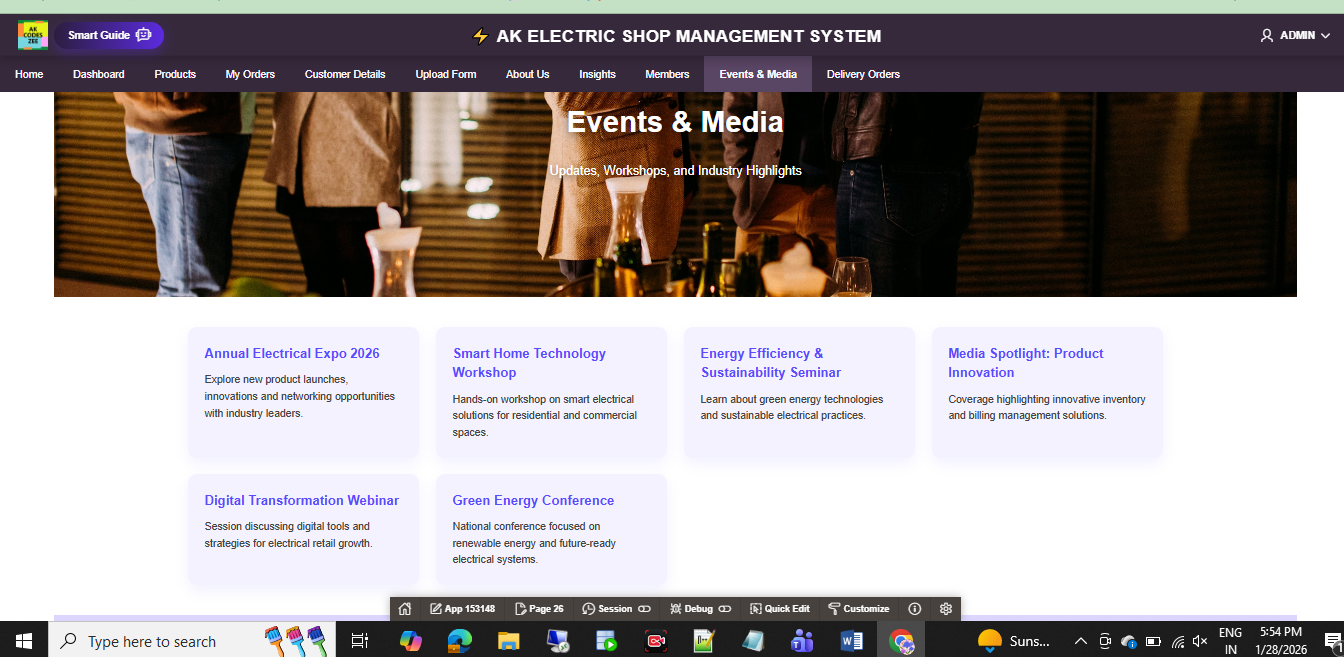 AK
CODES
ZEE
Smart Guide
AK ELECTRIC SHOP MANAGEMENT SYSTEM
ADMIN
Home Dashboard Products My Orders Customer Details Upload Form About Us Insights Members Events & Media Delivery Orders
Events & Media
Updates, Workshops, and Industry Highlights
Annual Electrical Expo 2026
Explore new product launches,
innovations and networking opportunities
with industry leaders.
Smart Home Technology
Workshop
Hands-on workshop on smart electrical
solutions for residential and commercial
spaces.
Energy Efficiency &
Sustainability Seminar
Learn about green energy technologies
and sustainable electrical practices.
Media Spotlight: Product
Innovation
Coverage highlighting innovative inventory
and billing management solutions.
Digital Transformation Webinar
Session discussing digital tools and
strategies for electrical retail growth.
Green Energy Conference
National conference focused on
renewable energy and future-ready
electrical systems.
App 153148 Page 26 Session Debug Quick Edit Customize
Type here to search
Suns...
ENG
IN
5:54 PM
1/28/2026